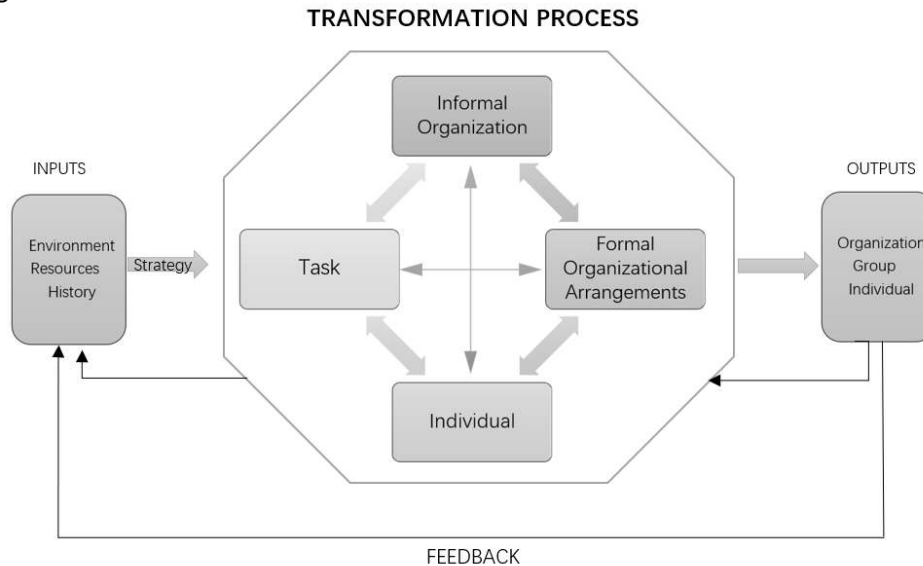 TRANSFORMATION PROCESS
Informal
Organization
INPUTS
OUTPUTS
Environment
Resources
History
Strategy
Task
Formal
Organizational
Arrangements
Organization
Group
Individual
Individual
FEEDBACK